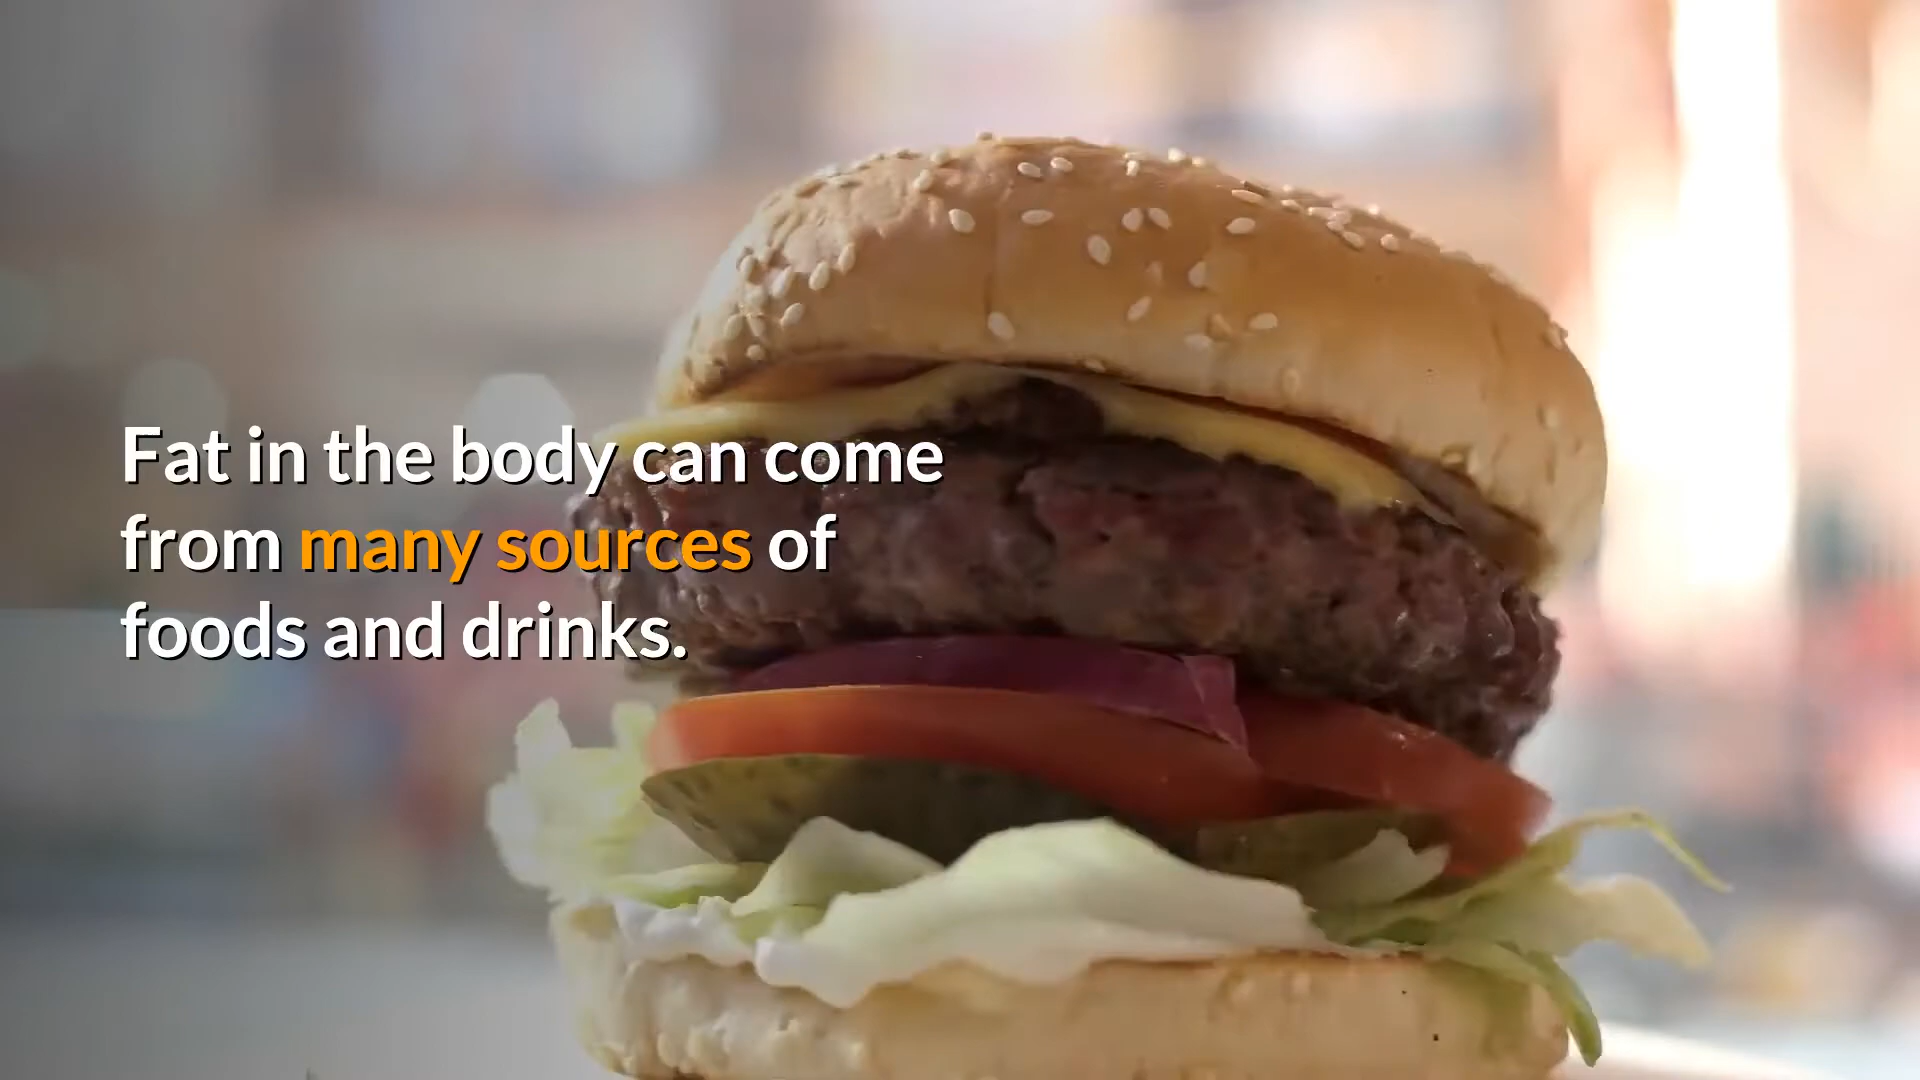 Fat in the body can come
from many sources of
foods and drinks.